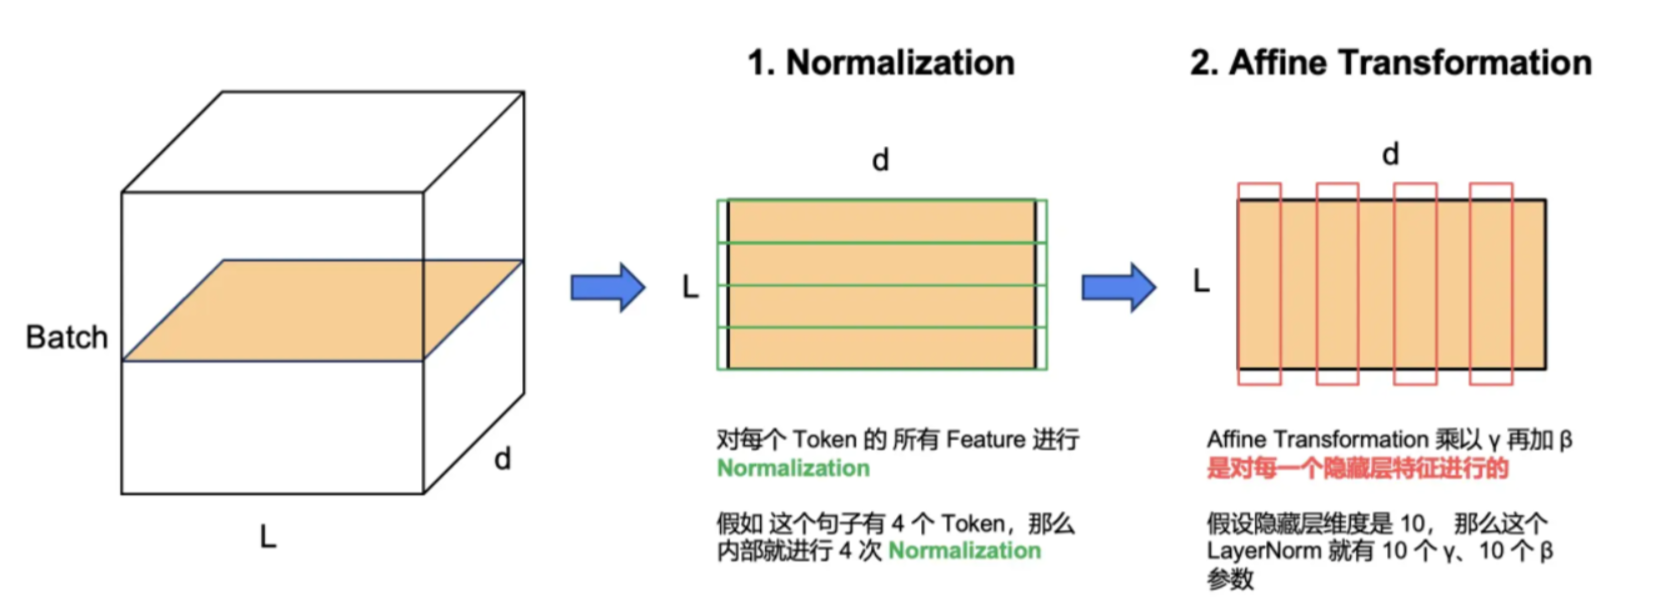 Batch
L
d
1. Normalization
d
L
对每个 Token 的 所有 Feature 进行
Normalization
假如 这个句子有 4 个 Token，那么
内部就进行 4 次 Normalization
2. Affine Transformation
d
L
Affine Transformation 乘以 γ 再加 β
是对每一个隐藏层特征进行的
假设隐藏层维度是 10， 那么这个
LayerNorm 就有 10 个 γ、10 个 β
参数